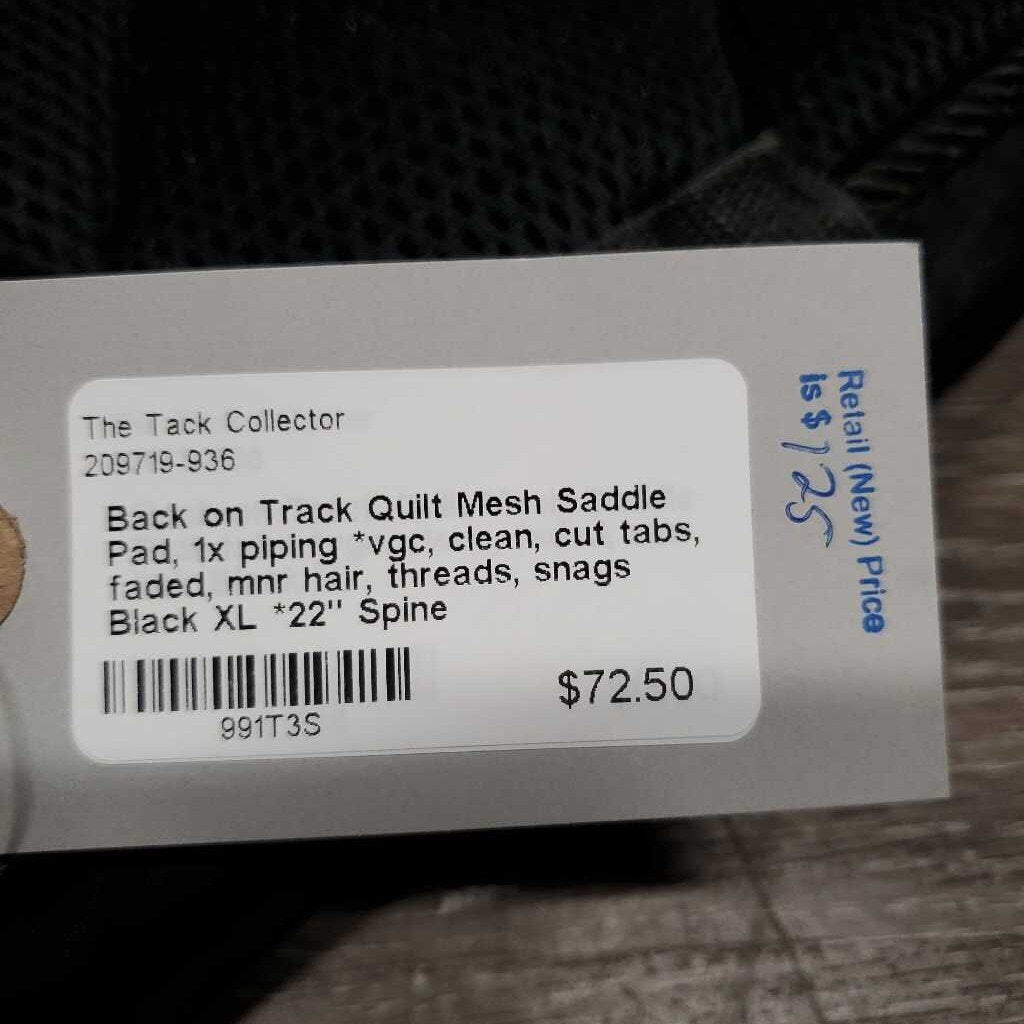 The Tack Collector
209719-936
Back on Track Quilt Mesh Saddle
Pad, 1x piping *vgc, clean, cut tabs,
faded, mnr hair, threads, snags
Black XL *22" Spine
991T3S
$72.50
Retail (New) Price
is $ 125